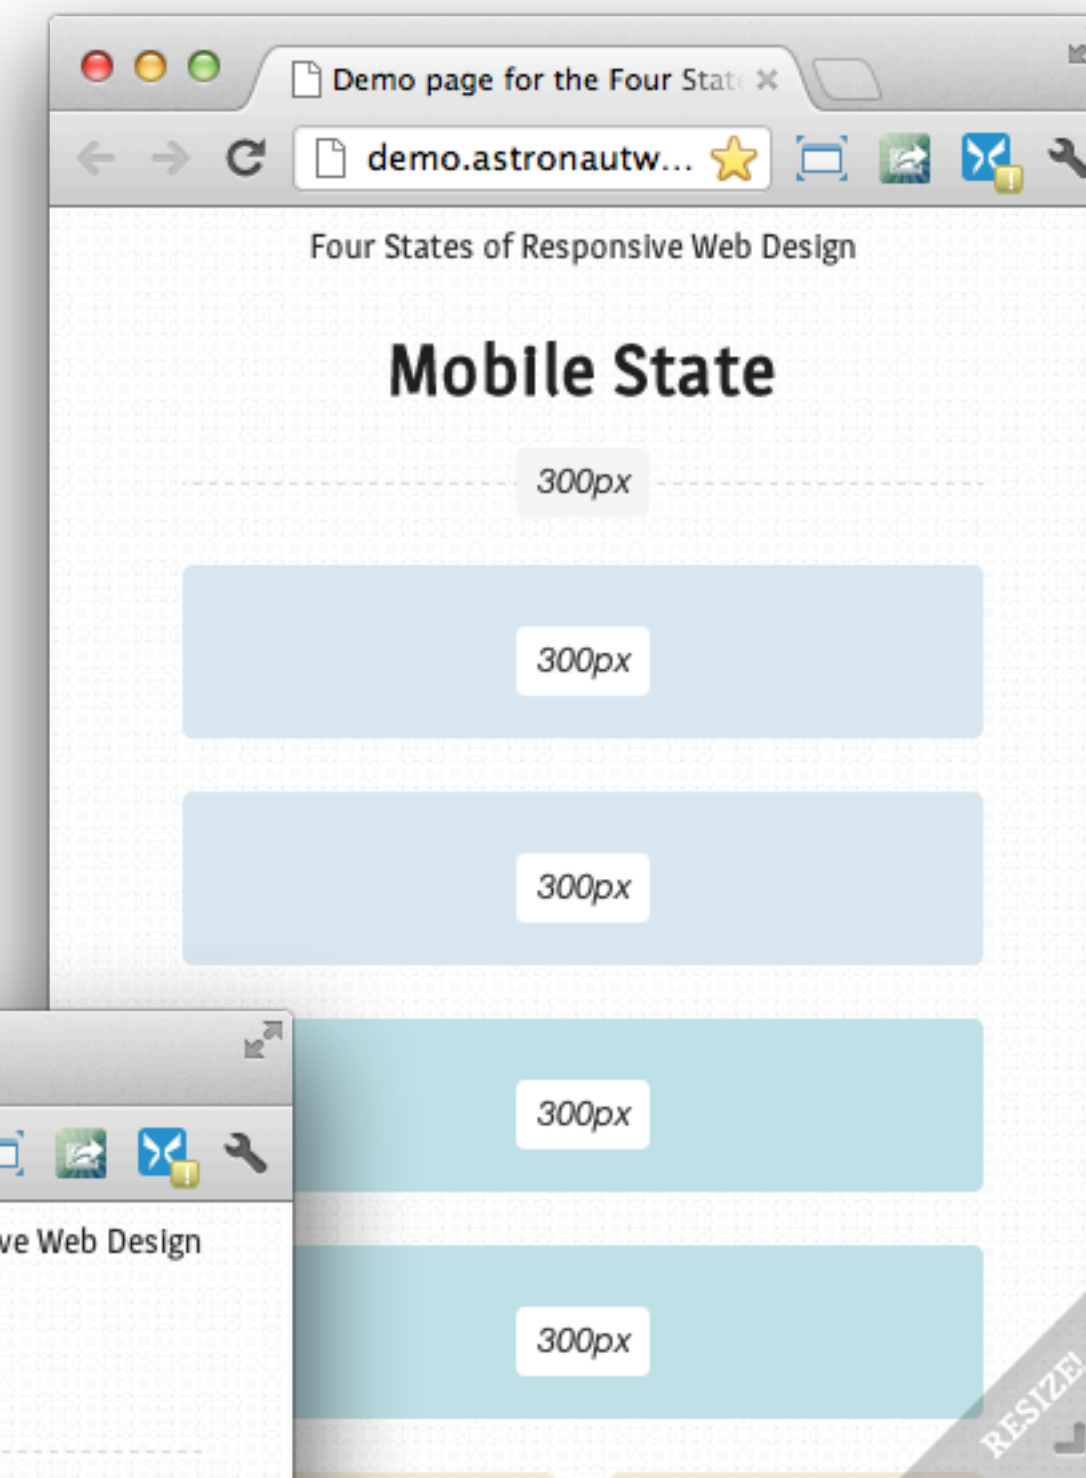 Demo page for the Four State
demo.astronautw...
Four States of Responsive Web Design
Mobile State
300px
300px
300px
300px
300px
ve Web Design
RESIZE!